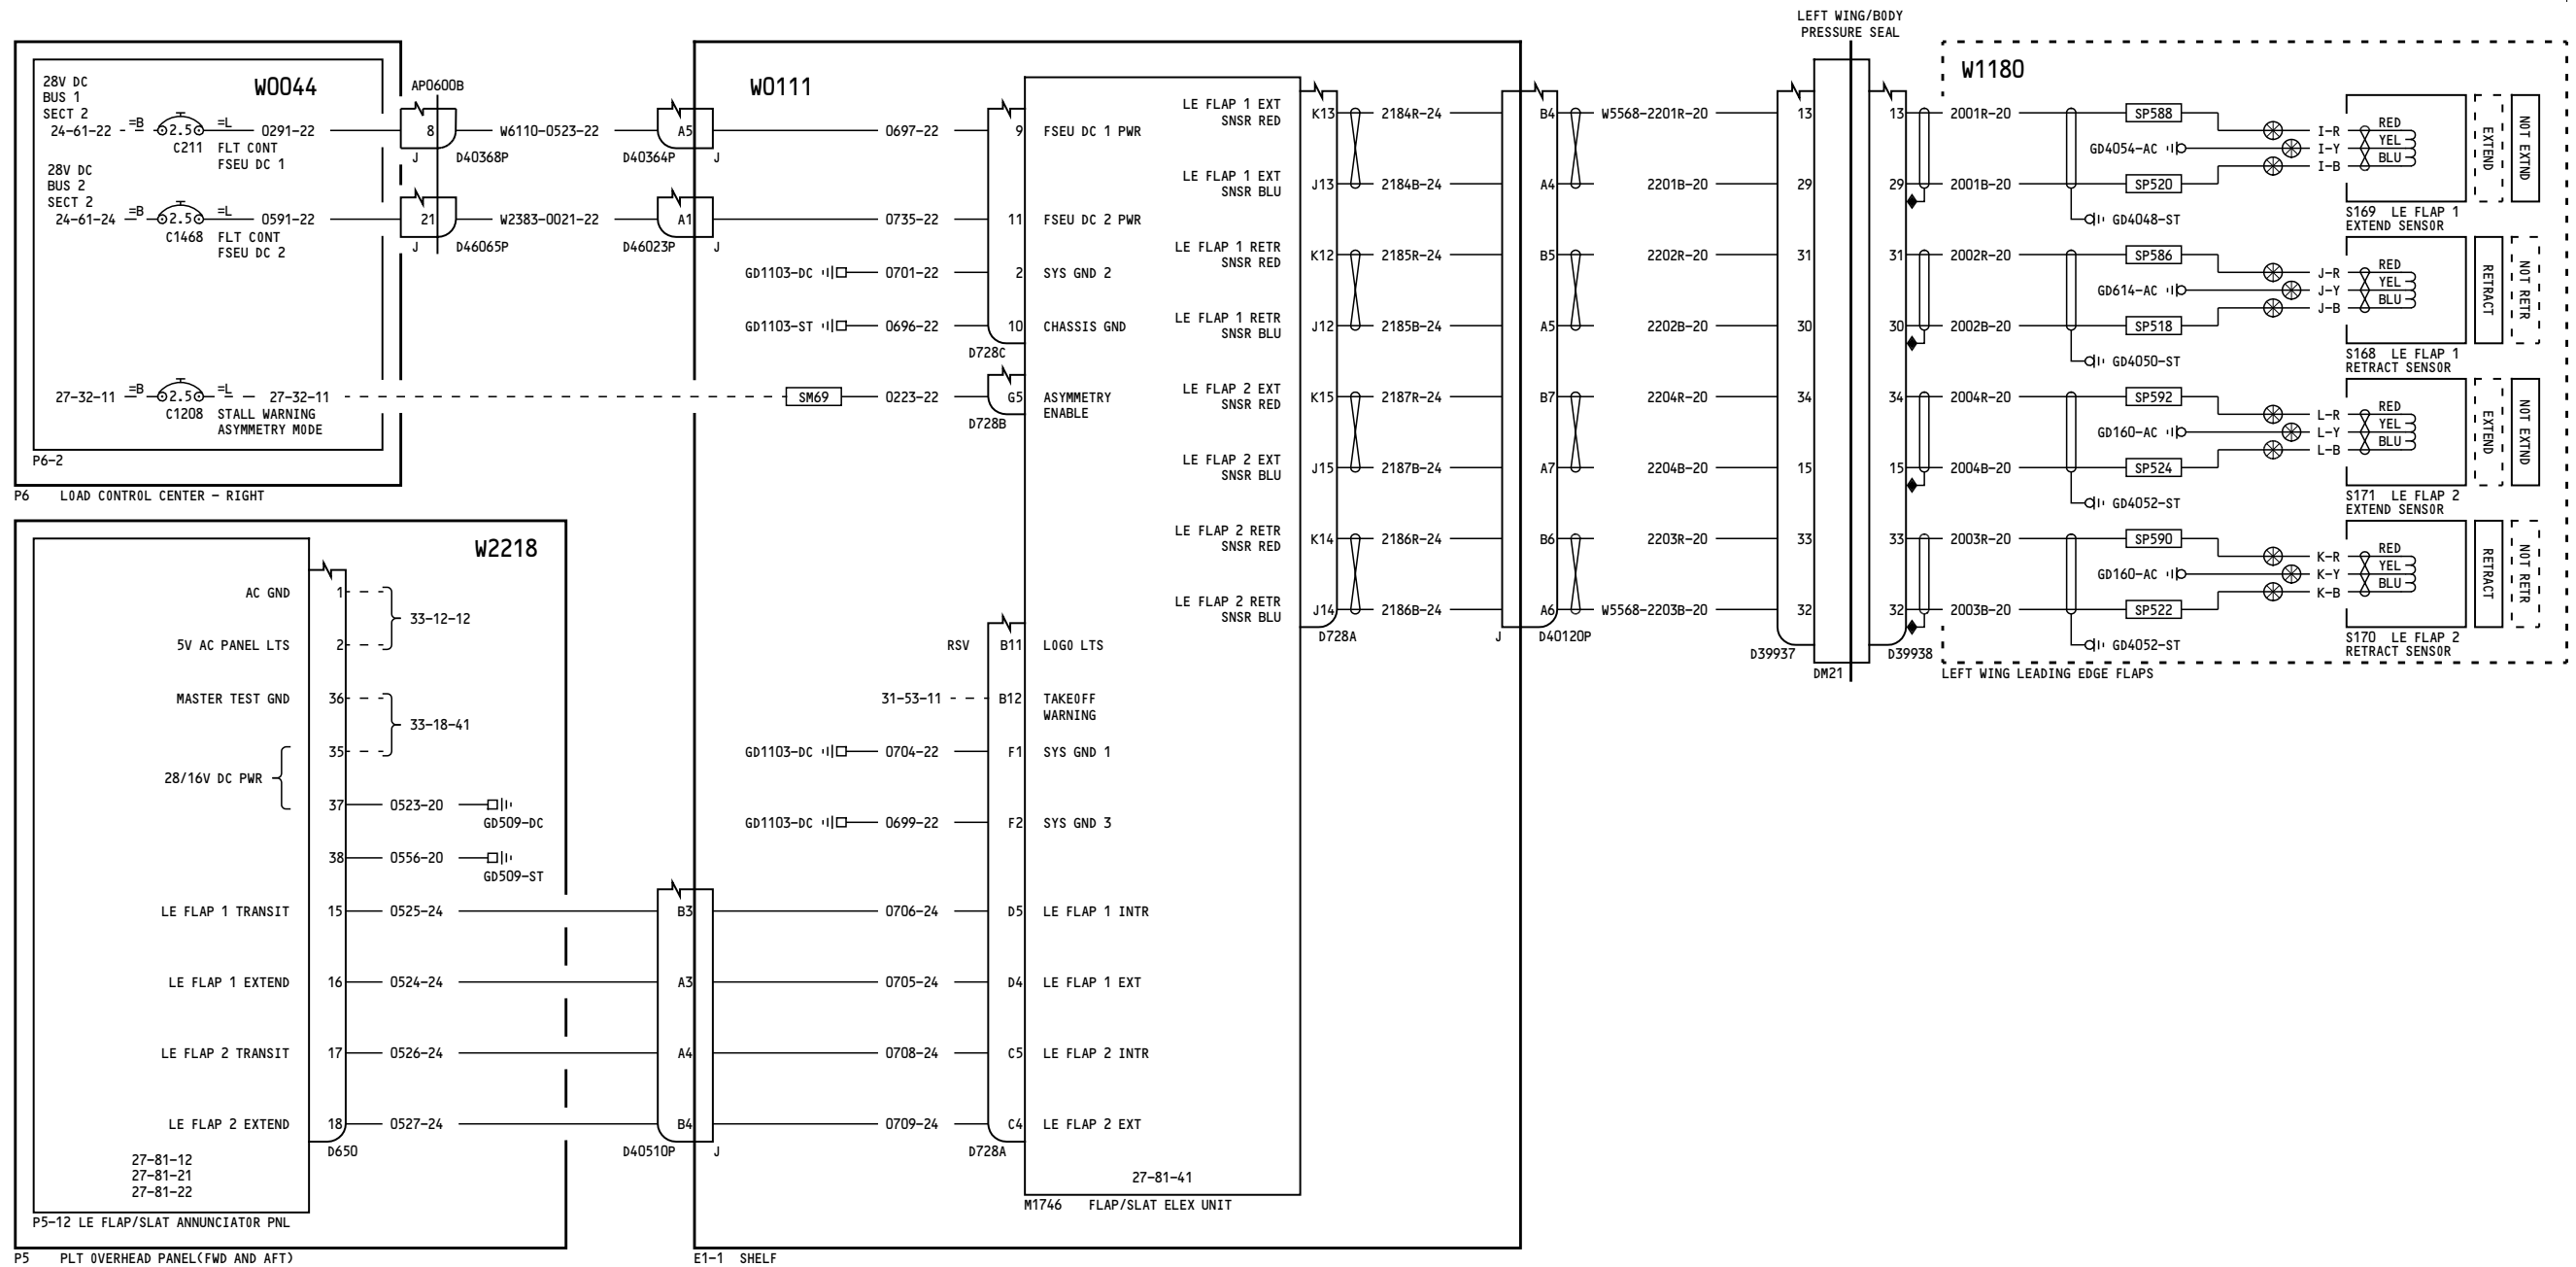 LEFT WING/BODY
PRESSURE SEAL
W0044
28V DC
BUS 1
SECT 2
24-61-22
=B
2.5
=L
0291-22
C211
FLT CONT
FSEU DC 1
28V DC
BUS 2
SECT 2
24-61-24
=B
2.5
=L
0591-22
C1468
FLT CONT
FSEU DC 2
27-32-11
=B
2.5
=L
27-32-11
C1208
STALL WARNING
ASYMMETRY MODE
P6-2
P6 LOAD CONTROL CENTER - RIGHT
AP0600B
8
J
D40368P
W6110-0523-22
A5
D40364P
J
21
J
D46065P
W2383-0021-22
A1
D46023P
J
W0111
0697-22
9
FSEU DC 1 PWR
0735-22
11
FSEU DC 2 PWR
GD1103-DC
0701-22
2
SYS GND 2
GD1103-ST
0696-22
10
CHASSIS GND
D728C
SM69
0223-22
G5
ASYMMETRY
ENABLE
D728B
RSV
B11
LOGO LTS
31-53-11
B12
TAKEOFF
WARNING
GD1103-DC
0704-22
F1
SYS GND 1
GD1103-DC
0699-22
F2
SYS GND 3
0706-24
D5
LE FLAP 1 INTR
0705-24
D4
LE FLAP 1 EXT
0708-24
C5
LE FLAP 2 INTR
0709-24
C4
LE FLAP 2 EXT
D728A
27-81-41
M1746 FLAP/SLAT ELEX UNIT
E1-1 SHELF
W2218
AC GND
1
33-12-12
5V AC PANEL LTS
2
MASTER TEST GND
36
33-18-41
35
28/16V DC PWR
37
0523-20
GD509-DC
38
0556-20
GD509-ST
LE FLAP 1 TRANSIT
15
0525-24
B3
LE FLAP 1 EXTEND
16
0524-24
A3
LE FLAP 2 TRANSIT
17
0526-24
A4
LE FLAP 2 EXTEND
18
0527-24
B4
D650
D40510P
J
27-81-12
27-81-21
27-81-22
P5-12 LE FLAP/SLAT ANNUNCIATOR PNL
P5 PLT OVERHEAD PANEL(FWD AND AFT)
LE FLAP 1 EXT
SNSR RED
K13
2184R-24
B4
W5568-2201R-20
13
13
2001R-20
SP588
LE FLAP 1 EXT
SNSR BLU
J13
2184B-24
A4
2201B-20
29
29
2001B-20
SP520
LE FLAP 1 RETR
SNSR RED
K12
2185R-24
B5
2202R-20
31
31
2002R-20
SP586
LE FLAP 1 RETR
SNSR BLU
J12
2185B-24
A5
2202B-20
30
30
2002B-20
SP518
LE FLAP 2 EXT
SNSR RED
K15
2187R-24
B7
2204R-20
34
34
2004R-20
SP592
LE FLAP 2 EXT
SNSR BLU
J15
2187B-24
A7
2204B-20
15
15
2004B-20
SP524
LE FLAP 2 RETR
SNSR RED
K14
2186R-24
B6
2203R-20
33
33
2003R-20
SP590
LE FLAP 2 RETR
SNSR BLU
J14
2186B-24
A6
W5568-2203B-20
32
32
2003B-20
SP522
D728A
J
D40120P
D39937
DM21
D39938
W1180
GD4054-AC
GD4048-ST
I-R
I-Y
I-B
RED
YEL
BLU
EXTEND
NOT EXTND
S169 LE FLAP 1
EXTEND SENSOR
GD614-AC
GD4050-ST
J-R
J-Y
J-B
RED
YEL
BLU
RETRACT
NOT RETR
S168 LE FLAP 1
RETRACT SENSOR
GD160-AC
GD4052-ST
L-R
L-Y
L-B
RED
YEL
BLU
EXTEND
NOT EXTND
S171 LE FLAP 2
EXTEND SENSOR
GD160-AC
GD4052-ST
K-R
K-Y
K-B
RED
YEL
BLU
RETRACT
NOT RETR
S170 LE FLAP 2
RETRACT SENSOR
LEFT WING LEADING EDGE FLAPS